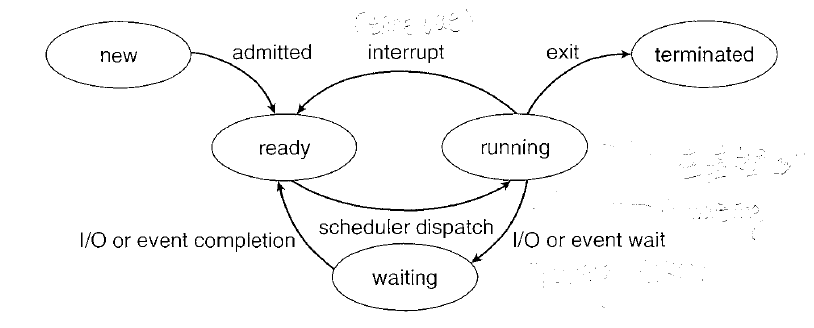 new
admitted
interrupt
exit
terminated
ready
running
scheduler dispatch
I/O or event completion
I/O or event wait
waiting